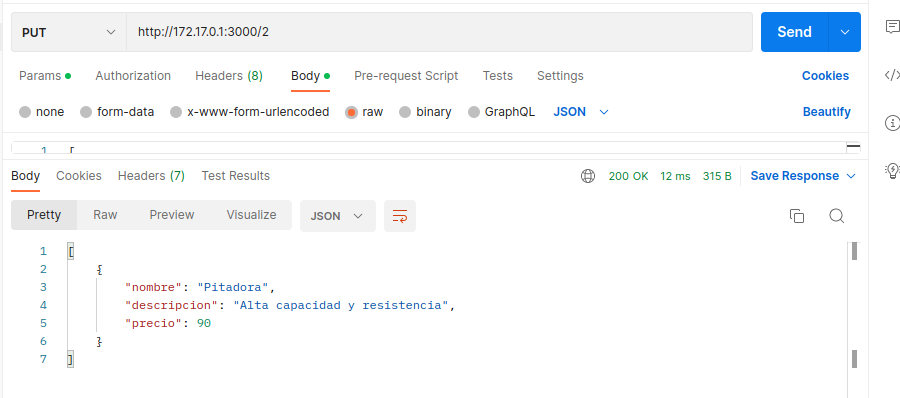 PUT http://172.17.0.1:3000/2 Send
Params Authorization Headers (8) Body Pre-request Script Tests Settings Cookies
none form-data x-www-form-urlencoded raw binary GraphQL JSON Beautify
1 [
Body Cookies Headers (7) Test Results 200 OK 12 ms 315 B Save Response
Pretty Raw Preview Visualize JSON
1 [
2 {
3 "nombre": "Pitadora",
4 "descripcion": "Alta capacidad y resistencia",
5 "precio": 90
6 }
7 ]